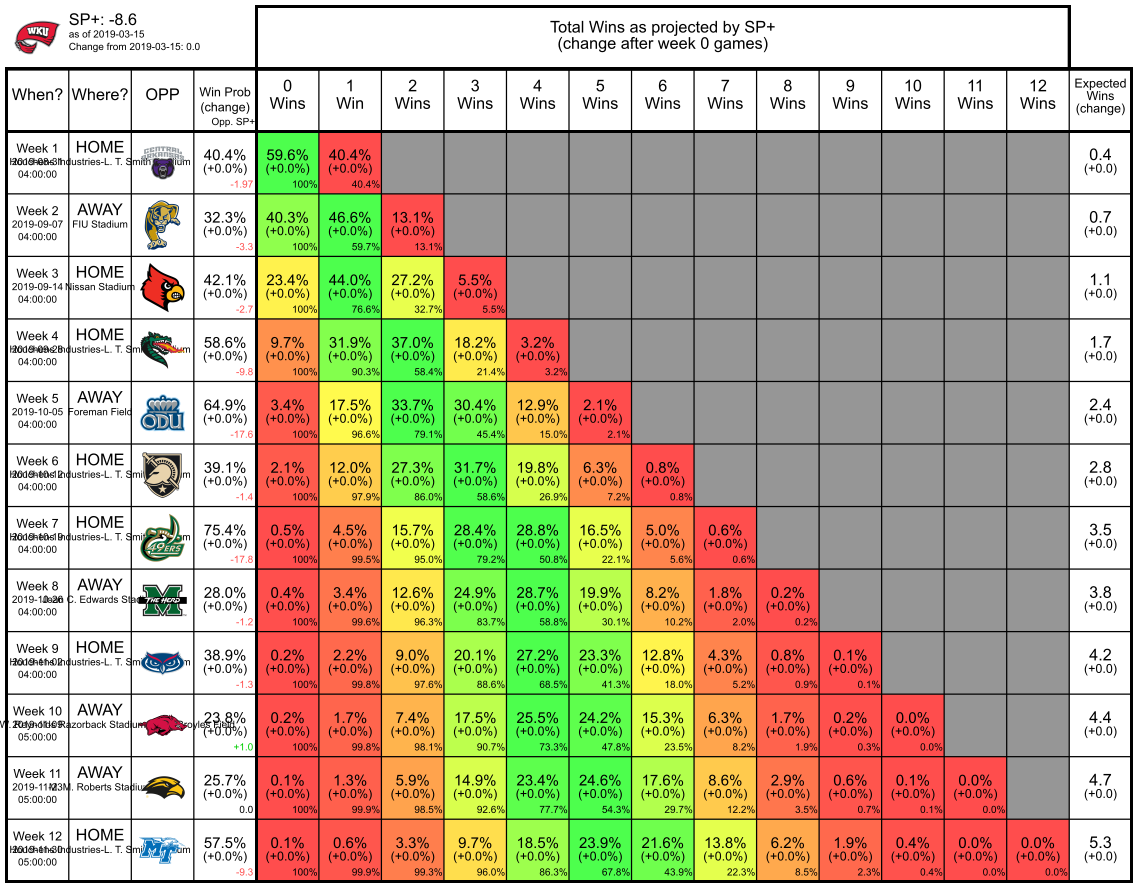 WKU
SP+: -8.6
as of 2019-03-15
Change from 2019-03-15: 0.0
Total Wins as projected by SP+
(change after week 0 games)
When? Where? OPP Win Prob (change) Opp. SP+ 0 Wins 1 Win 2 Wins 3 Wins 4 Wins 5 Wins 6 Wins 7 Wins 8 Wins 9 Wins 10 Wins 11 Wins 12 Wins Expected Wins (change)
Week 1 HOME CENTRAL ARKANSAS 40.4% 59.6% 40.4% 0.4
(+0.0%) (+0.0%) (+0.0%) (+0.0)
04:00:00 -1.97 100% 40.4%
Week 2 AWAY 32.3% 40.3% 46.6% 13.1% 0.7
2019-09-07 FIU Stadium (+0.0%) (+0.0%) (+0.0%) (+0.0%) (+0.0)
04:00:00 -3.3 100% 59.7% 13.1%
Week 3 HOME 42.1% 23.4% 44.0% 27.2% 5.5% 1.1
2019-09-14 Nissan Stadium (+0.0%) (+0.0%) (+0.0%) (+0.0%) (+0.0%) (+0.0)
04:00:00 -2.7 100% 76.6% 32.7% 5.5%
Week 4 HOME 58.6% 9.7% 31.9% 37.0% 18.2% 3.2% 1.7
(+0.0%) (+0.0%) (+0.0%) (+0.0%) (+0.0%) (+0.0%) (+0.0)
04:00:00 -9.8 100% 90.3% 58.4% 21.4% 3.2%
Week 5 AWAY ODU 64.9% 3.4% 17.5% 33.7% 30.4% 12.9% 2.1% 2.4
2019-10-05 Foreman Field (+0.0%) (+0.0%) (+0.0%) (+0.0%) (+0.0%) (+0.0%) (+0.0%) (+0.0)
04:00:00 -17.6 100% 96.6% 79.1% 45.4% 15.0% 2.1%
Week 6 HOME 39.1% 2.1% 12.0% 27.3% 31.7% 19.8% 6.3% 0.8% 2.8
(+0.0%) (+0.0%) (+0.0%) (+0.0%) (+0.0%) (+0.0%) (+0.0%) (+0.0%) (+0.0)
04:00:00 -1.4 100% 97.9% 86.0% 58.6% 26.9% 7.2% 0.8%
Week 7 HOME 49ERS 75.4% 0.5% 4.5% 15.7% 28.4% 28.8% 16.5% 5.0% 0.6% 3.5
(+0.0%) (+0.0%) (+0.0%) (+0.0%) (+0.0%) (+0.0%) (+0.0%) (+0.0%) (+0.0%) (+0.0)
04:00:00 -17.8 100% 99.5% 95.0% 79.2% 50.8% 22.1% 5.6% 0.6%
Week 8 AWAY THE HERD 28.0% 0.4% 3.4% 12.6% 24.9% 28.7% 19.9% 8.2% 1.8% 0.2% 3.8
C. Edwards (+0.0%) (+0.0%) (+0.0%) (+0.0%) (+0.0%) (+0.0%) (+0.0%) (+0.0%) (+0.0%) (+0.0%) (+0.0)
04:00:00 -1.2 100% 99.6% 96.3% 83.7% 58.8% 30.1% 10.2% 2.0% 0.2%
Week 9 HOME 38.9% 0.2% 2.2% 9.0% 20.1% 27.2% 23.3% 12.8% 4.3% 0.8% 0.1% 4.2
(+0.0%) (+0.0%) (+0.0%) (+0.0%) (+0.0%) (+0.0%) (+0.0%) (+0.0%) (+0.0%) (+0.0%) (+0.0%) (+0.0)
04:00:00 -1.3 100% 99.8% 97.6% 88.6% 68.5% 41.3% 18.0% 5.2% 0.9% 0.1%
Week 10 AWAY 23.8% 0.2% 1.7% 7.4% 17.5% 25.5% 24.2% 15.3% 6.3% 1.7% 0.2% 0.0% 4.4
Razorback (+0.0%) (+0.0%) (+0.0%) (+0.0%) (+0.0%) (+0.0%) (+0.0%) (+0.0%) (+0.0%) (+0.0%) (+0.0%) (+0.0%) (+0.0)
05:00:00 +1.0 100% 99.8% 98.1% 90.7% 73.3% 47.8% 23.5% 8.2% 1.9% 0.3% 0.0%
Week 11 AWAY 25.7% 0.1% 1.3% 5.9% 14.9% 23.4% 24.6% 17.6% 8.6% 2.9% 0.6% 0.1% 0.0% 4.7
M. Roberts (+0.0%) (+0.0%) (+0.0%) (+0.0%) (+0.0%) (+0.0%) (+0.0%) (+0.0%) (+0.0%) (+0.0%) (+0.0%) (+0.0%) (+0.0%) (+0.0)
05:00:00 0.0 100% 99.9% 98.5% 92.6% 77.7% 54.3% 29.7% 12.2% 3.5% 0.7% 0.1% 0.0%
Week 12 HOME MT 57.5% 0.1% 0.6% 3.3% 9.7% 18.5% 23.9% 21.6% 13.8% 6.2% 1.9% 0.4% 0.0% 0.0% 5.3
(+0.0%) (+0.0%) (+0.0%) (+0.0%) (+0.0%) (+0.0%) (+0.0%) (+0.0%) (+0.0%) (+0.0%) (+0.0%) (+0.0%) (+0.0%) (+0.0%) (+0.0)
05:00:00 -9.3 100% 99.9% 99.3% 96.0% 86.3% 67.8% 43.9% 22.3% 8.5% 2.3% 0.4% 0.0% 0.0%